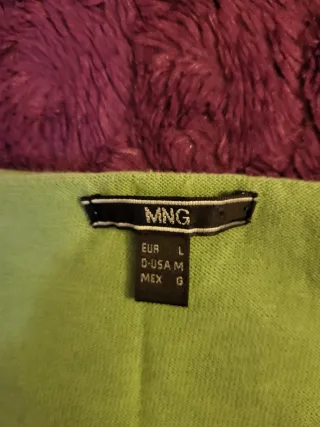 MNG
EUR L
O-USA M
MEX G